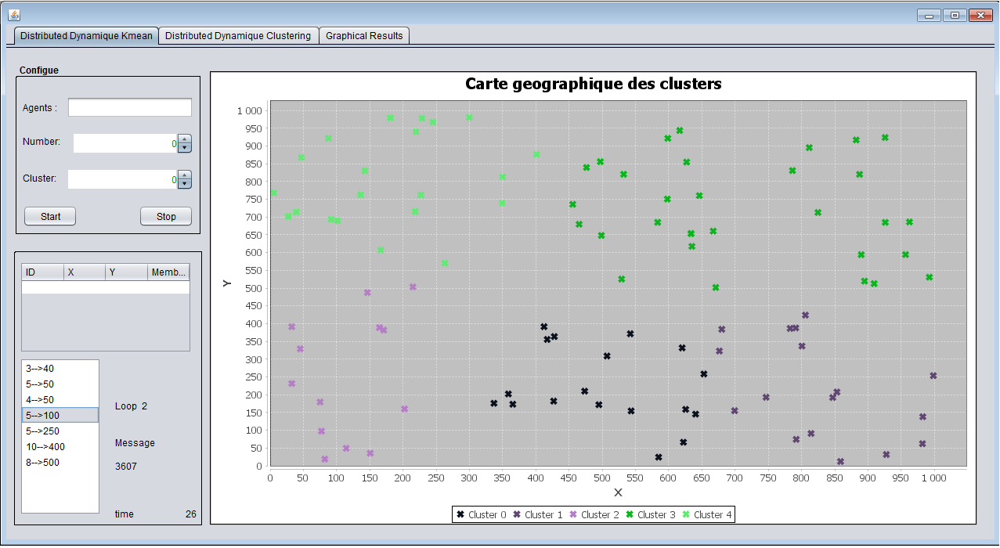 Distributed Dynamique Kmean Distributed Dynamique Clustering Graphical Results
Configue
Agents :
Number: 0
Cluster: 0
Start Stop
ID X Y Memb...
3-->40
5-->50
4-->50
5-->100
5-->250
10-->400
8-->500
Loop 2
Message
3607
time 26
Carte geographique des clusters
Y
1 000
950
900
850
800
750
700
650
600
550
500
450
400
350
300
250
200
150
100
50
0
0 50 100 150 200 250 300 350 400 450 500 550 600 650 700 750 800 850 900 950 1 000
X
Cluster 0 Cluster 1 Cluster 2 Cluster 3 Cluster 4